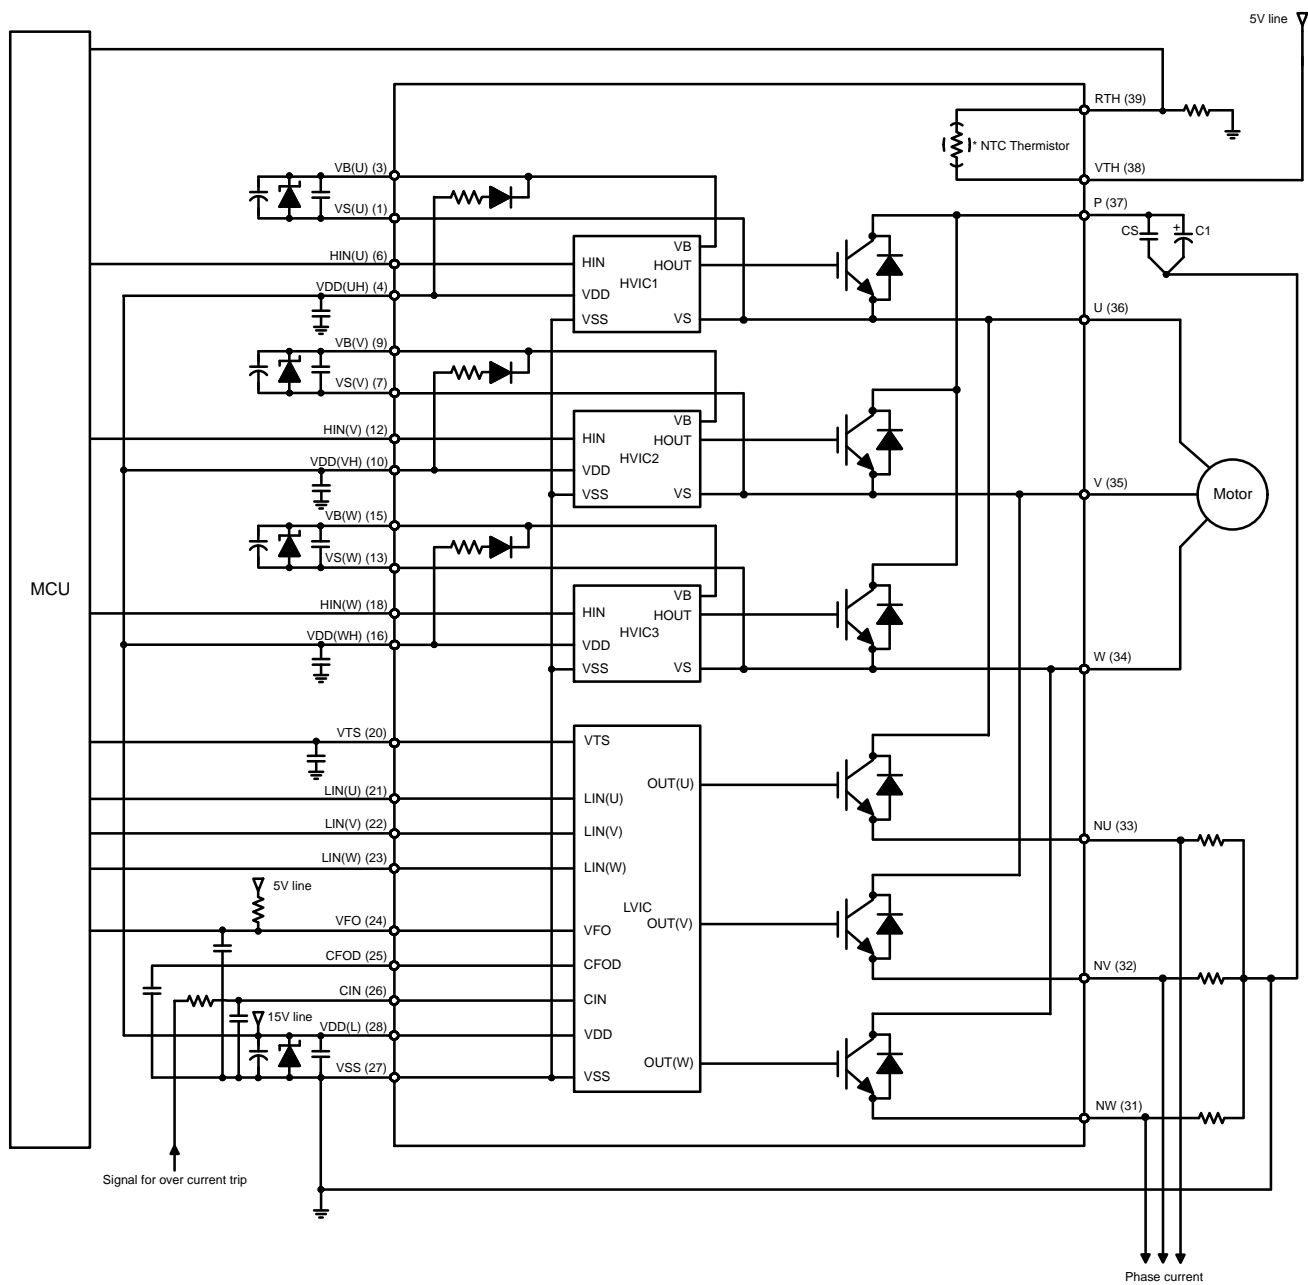 5V line
RTH (39)
(
)
* NTC Thermistor
VTH (38)
VB(U) (3)
VS(U) (1)
P (37)
CS
+
C1
HIN(U) (6)
VDD(UH) (4)
HIN
VDD
VSS
HVIC1
VB
HOUT
VS
U (36)
VB(V) (9)
VS(V) (7)
HIN(V) (12)
VDD(VH) (10)
HIN
VDD
VSS
HVIC2
VB
HOUT
VS
V (35)
Motor
VB(W) (15)
VS(W) (13)
MCU
HIN(W) (18)
VDD(WH) (16)
HIN
VDD
VSS
HVIC3
VB
HOUT
VS
W (34)
VTS (20)
LIN(U) (21)
LIN(V) (22)
LIN(W) (23)
5V line
VFO (24)
CFOD (25)
CIN (26)
15V line
VDD(L) (28)
VSS (27)
VTS
LIN(U)
LIN(V)
LIN(W)
LVIC
VFO
CFOD
CIN
VDD
VSS
OUT(U)
OUT(V)
OUT(W)
NU (33)
NV (32)
NW (31)
Signal for over current trip
Phase current